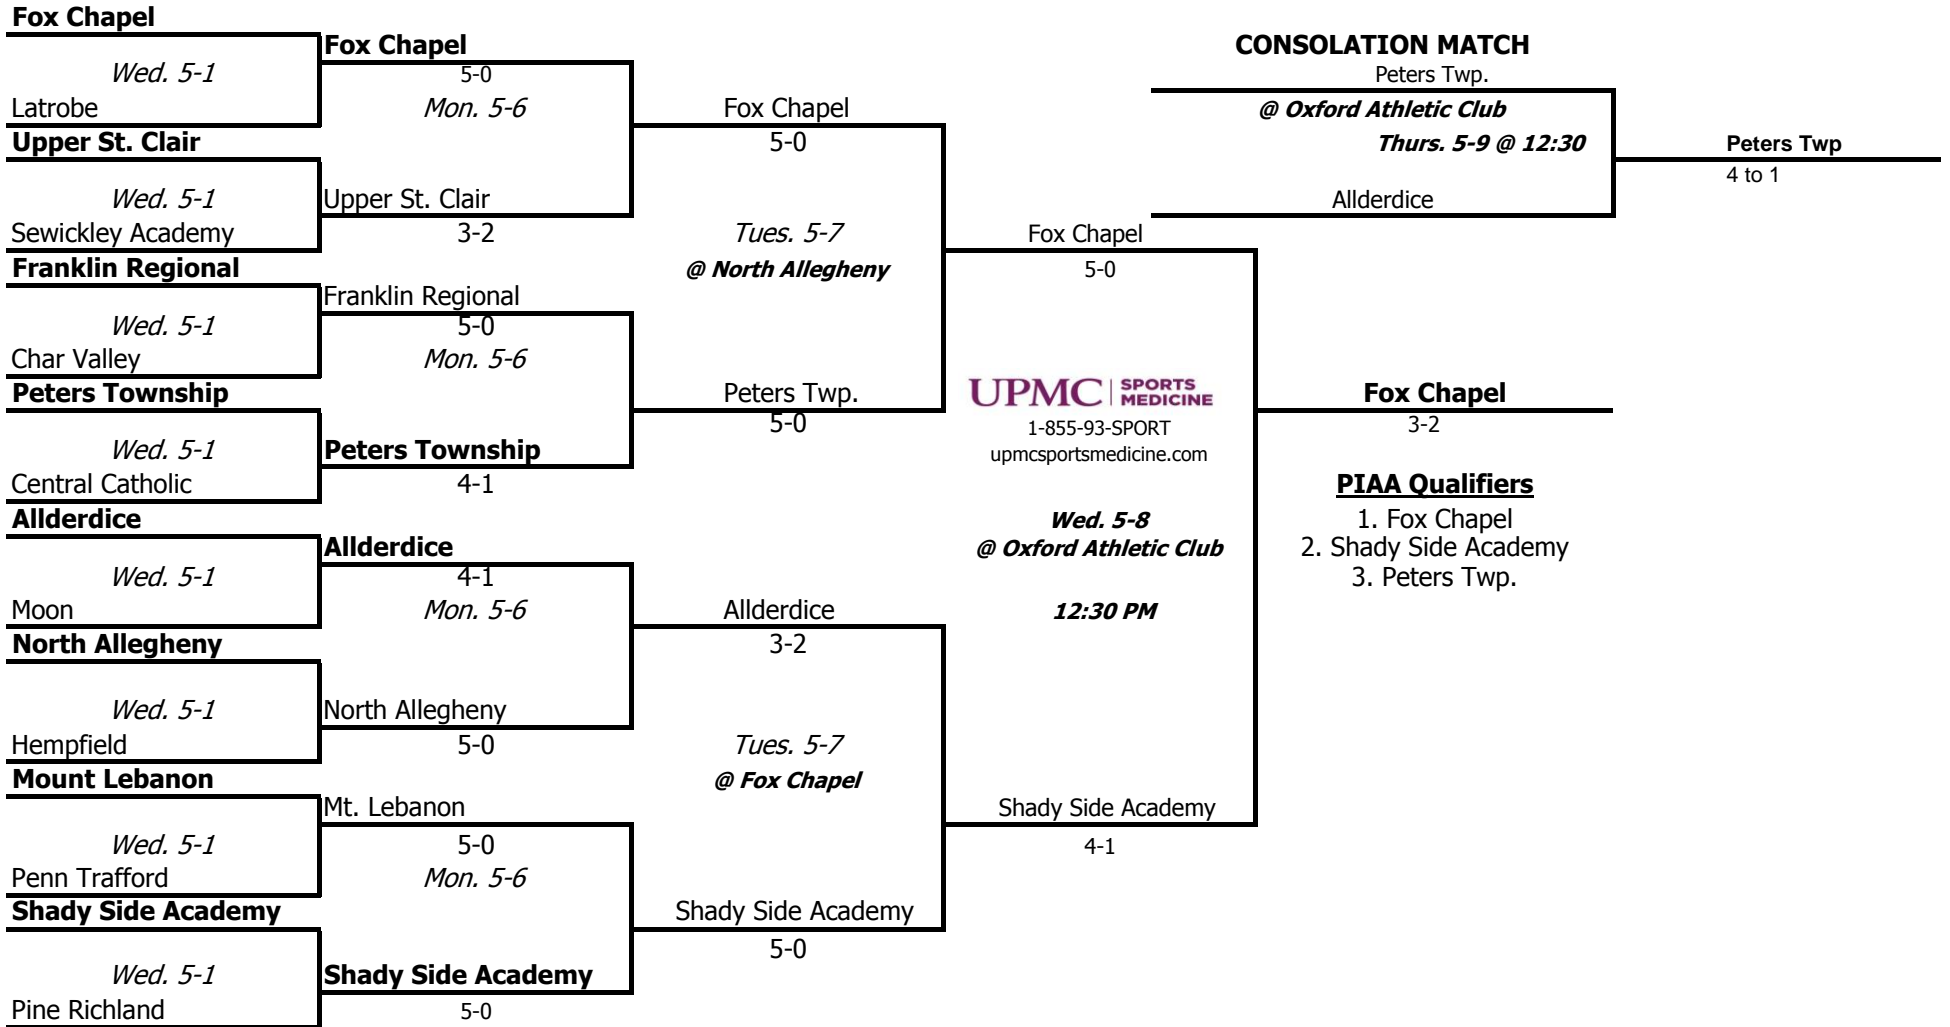 Fox Chapel
Wed. 5-1
Latrobe
Upper St. Clair
Wed. 5-1
Sewickley Academy
Franklin Regional
Wed. 5-1
Char Valley
Peters Township
Wed. 5-1
Central Catholic
Allderdice
Wed. 5-1
Moon
North Allegheny
Wed. 5-1
Hempfield
Mount Lebanon
Wed. 5-1
Penn Trafford
Shady Side Academy
Wed. 5-1
Pine Richland
Fox Chapel
5-0
Mon. 5-6
Upper St. Clair
3-2
Franklin Regional
5-0
Mon. 5-6
Peters Township
4-1
Allderdice
4-1
Mon. 5-6
North Allegheny
5-0
Mt. Lebanon
5-0
Mon. 5-6
Shady Side Academy
5-0
Fox Chapel
5-0
Tues. 5-7
@ North Allegheny
Peters Twp.
5-0
Allderdice
3-2
Tues. 5-7
@ Fox Chapel
Shady Side Academy
5-0
Fox Chapel
5-0
UPMC SPORTS MEDICINE
1-855-93-SPORT
upmcsportsmedicine.com
Wed. 5-8
@ Oxford Athletic Club
12:30 PM
Shady Side Academy
4-1
CONSOLATION MATCH
Peters Twp.
@ Oxford Athletic Club
Thurs. 5-9 @ 12:30
Allderdice
Peters Twp
4 to 1
Fox Chapel
3-2
PIAA Qualifiers
1. Fox Chapel
2. Shady Side Academy
3. Peters Twp.